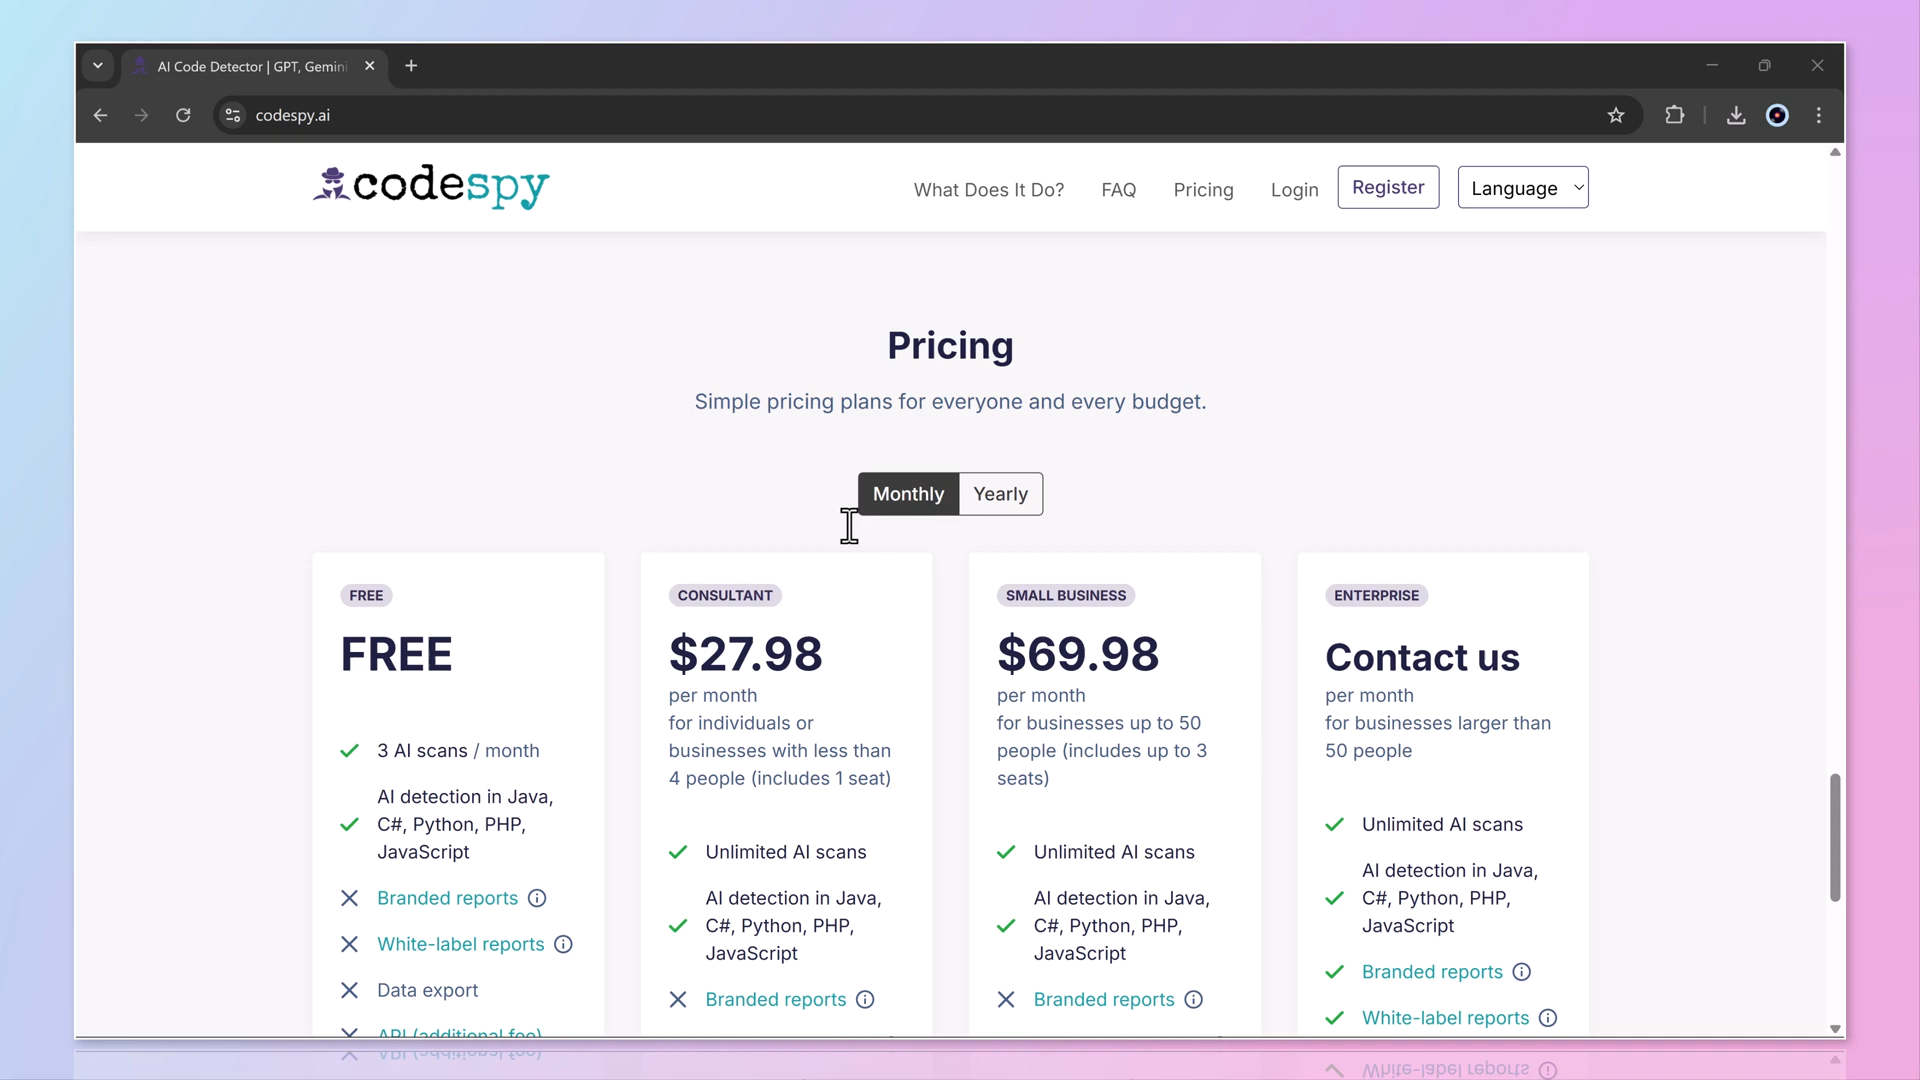 AI Code Detector | GPT, Gemini
codespy.ai
codespy
What Does It Do?
FAQ
Pricing
Login
Register
Language
Pricing
Simple pricing plans for everyone and every budget.
Monthly
Yearly
FREE
FREE
3 AI scans / month
AI detection in Java,
C#, Python, PHP,
JavaScript
Branded reports
White-label reports
Data export
API (additional fee)
CONSULTANT
$27.98
per month
for individuals or
businesses with less than
4 people (includes 1 seat)
Unlimited AI scans
AI detection in Java,
C#, Python, PHP,
JavaScript
Branded reports
SMALL BUSINESS
$69.98
per month
for businesses up to 50
people (includes up to 3
seats)
Unlimited AI scans
AI detection in Java,
C#, Python, PHP,
JavaScript
Branded reports
ENTERPRISE
Contact us
per month
for businesses larger than
50 people
Unlimited AI scans
AI detection in Java,
C#, Python, PHP,
JavaScript
Branded reports
White-label reports